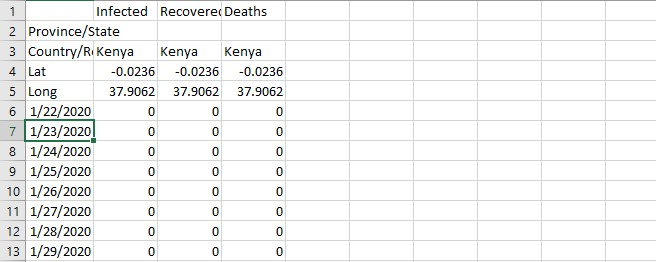 1 Infected Recovered Deaths
2 Province/State
3 Country/Re Kenya Kenya Kenya
4 Lat -0.0236 -0.0236 -0.0236
5 Long 37.9062 37.9062 37.9062
6 1/22/2020 0 0 0
7 1/23/2020 0 0 0
8 1/24/2020 0 0 0
9 1/25/2020 0 0 0
10 1/26/2020 0 0 0
11 1/27/2020 0 0 0
12 1/28/2020 0 0 0
13 1/29/2020 0 0 0